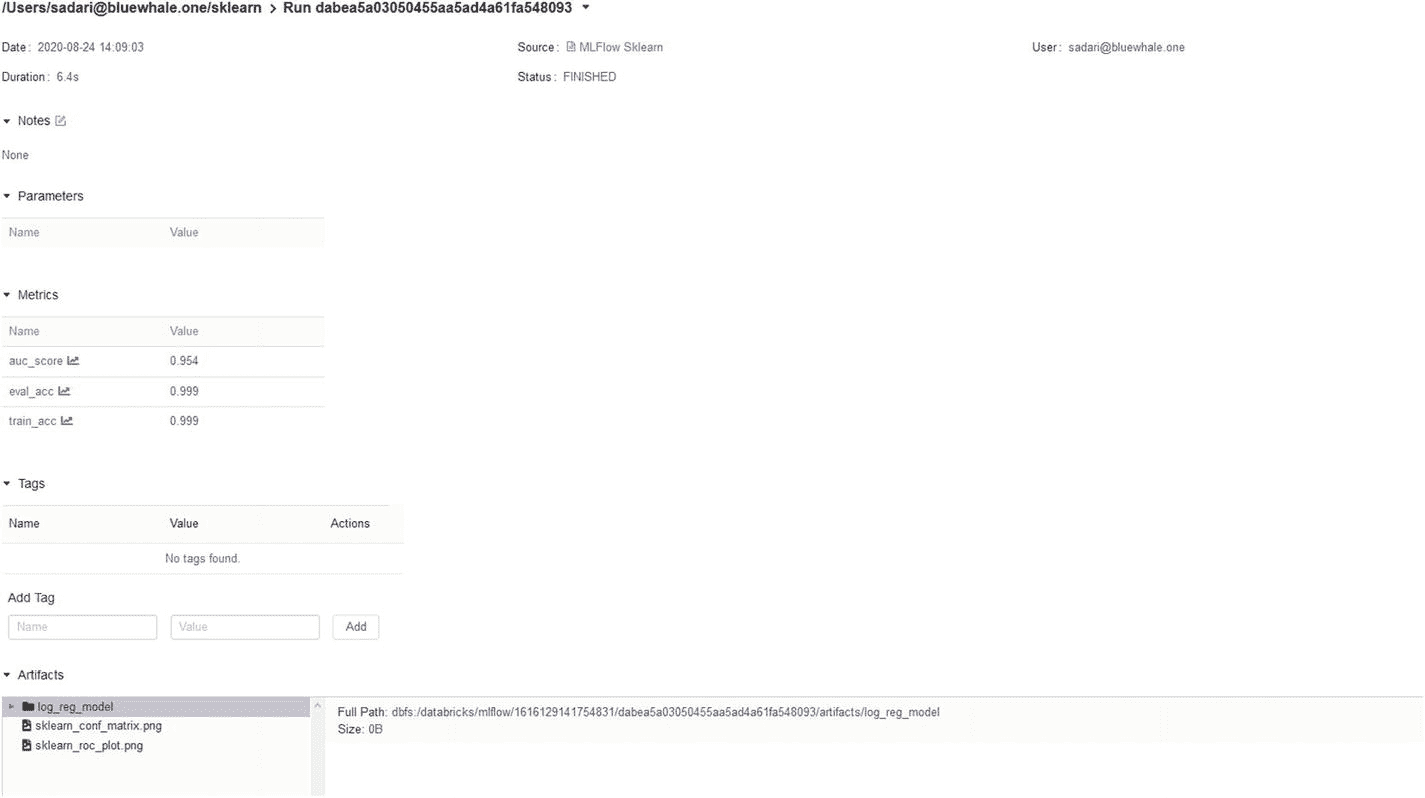 /Users/sadari@bluewhale.one/sklearn > Run dabea5a03050455aa5ad4a61fa548093
Date: 2020-08-24 14:09:03 Source: MLFlow Sklearn User: sadari@bluewhale.one
Duration: 6.4s Status: FINISHED
Notes
None
Parameters
Name Value
Metrics
Name Value
auc_score 0.954
eval_acc 0.999
train_acc 0.999
Tags
Name Value Actions
No tags found.
Add Tag
Name Value Add
Artifacts
log_reg_model
sklearn_conf_matrix.png
sklearn_roc_plot.png
Full Path: dbfs:/databricks/mlflow/1616129141754831/dabea5a03050455aa5ad4a61fa548093/artifacts/log_reg_model
Size: 0B